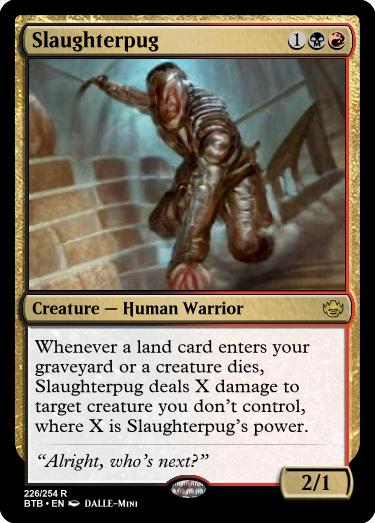 Slaughterpug 1
Creature — Human Warrior
Whenever a land card enters your
graveyard or a creature dies,
Slaughterpug deals X damage to
target creature you don't control,
where X is Slaughterpug's power.
"Alright, who's next?"
2/1
226/254 R
BTB • EN DALLE-Mini